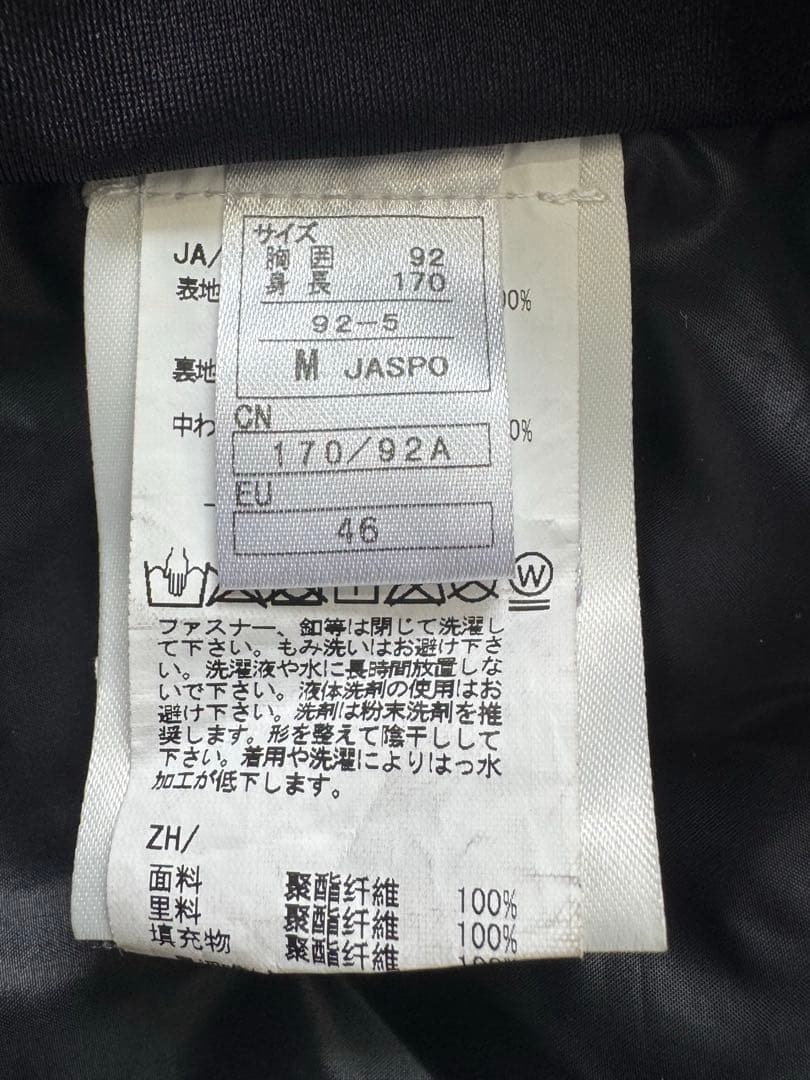 サイズ
胸囲 92
身長 170
92-5
M JASPO
CN
170/92A
EU
46
JA/
表地
00%
裏地
中わ
0%
W
ファスナー、釦等は閉じて洗濯し
て下さい。もみ洗いはお避け下さ
い。洗濯液や水に長時間放置しな
いで下さい。液体洗剤の使用はお
避け下さい。洗剤は粉末洗剤を推
奨します。形を整えて陰干しして
下さい。着用や洗濯によりはっ水
加工が低下します。
ZH/
面料 聚酯纤維 100%
里料 聚酯纤維 100%
填充物 聚酯纤維